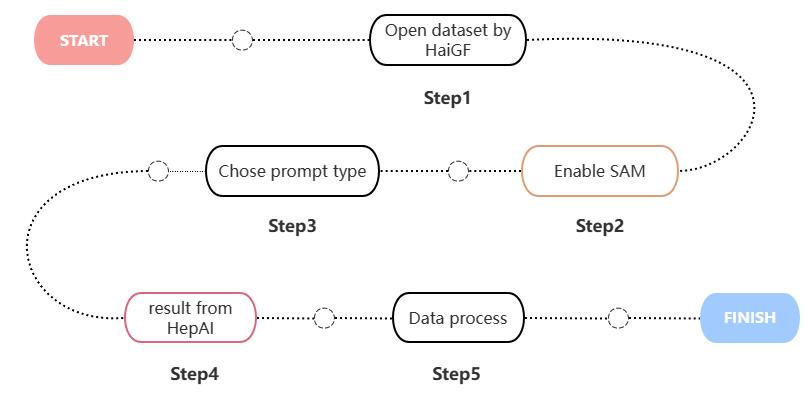 START
Open dataset by
HaiGF
Step1
Chose prompt type
Enable SAM
Step3
Step2
result from
HepAI
Data process
FINISH
Step4
Step5